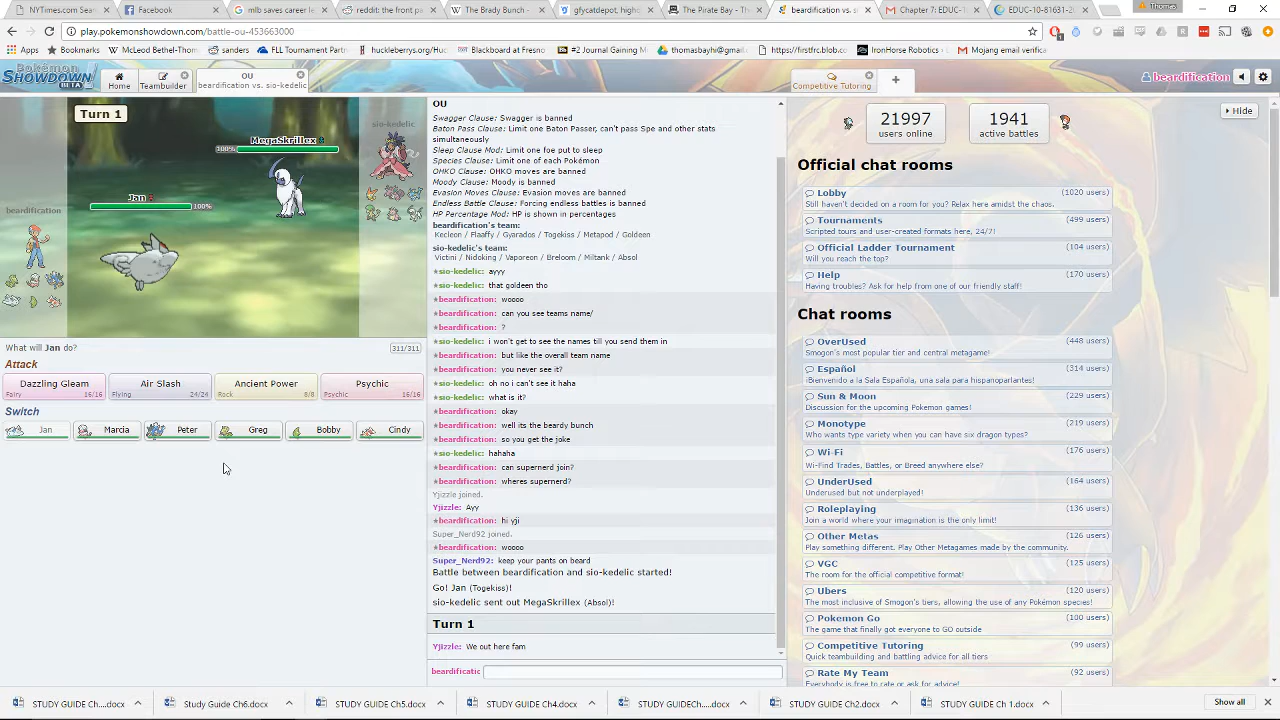 NYTimes.com Searc
Facebook
mlb saves career le
reddit: the front pa
The Brady Bunch -
gfycatdepot, highc
The Pirate Bay -
beardification vs. si
Chapter 7: EDUC-1
EDUC-10-81631-2
Thomas
play.pokemonshowdown.com/battle-ou-453663000
Apps
Bookmarks
McLeod Bethel-Thom
sanders
FLL Tournament Pert
huckleberry.org/hr/
Board at Fresno
#2 Journal Gaming M
thomasbghi@gmail.
https://firstfrc.blob.co
IronHorse Robotics -
Mojang email verifica
Pokémon
SHOWDOWN
BETA
Home
Teambuilder
OU
beardification vs. sio-kedelic
Competitive Tutoring
beardification
Turn 1
MegaSkrillex
100%
sio-kedelic
Jan
100%
beardification
What will Jan do?
311/311
Attack
Dazzling Gleam
Fairy 16/16
Air Slash
Flying 24/24
Ancient Power
Rock 8/8
Psychic
Psychic 16/16
Switch
Jan
Marcia
Peter
Greg
Bobby
Cindy
OU
Swagger Clause: Swagger is banned
Baton Pass Clause: Limit one Baton Passer, can't pass Spe and other stats
simultaneously
Sleep Clause Mod: Limit one foe put to sleep
Species Clause: Limit one of each Pokémon
OHKO Clause: OHKO moves are banned
Moody Clause: Moody is banned
Evasion Moves Clause: Evasion moves are banned
Endless Battle Clause: Forcing endless battles is banned
HP Percentage Mod: HP is shown in percentages
beardification's team:
Kecleon / Flaaffy / Gyarados / Togekiss / Metapod / Goldeen
sio-kedelic's team:
Victini / Nidoking / Vaporeon / Breloom / Miltank / Absol
★sio-kedelic: ayyy
★sio-kedelic: that goldeen tho
★beardification: woooo
★beardification: can you see teams name/
★beardification: ?
★sio-kedelic: i won't get to see the names till you send them in
★beardification: but like the overall team name
★beardification: you never see it?
★sio-kedelic: oh no i can't see it haha
★sio-kedelic: what is it?
★beardification: okay
★beardification: well its the beardy bunch
★beardification: so you get the joke
★sio-kedelic: hahaha
★beardification: can supernerd join?
★beardification: wheres supernerd?
Yjizzle joined.
Yjizzle: Ayy
★beardification: hi yji
Super_Nerd92 joined.
★beardification: woooo
Super_Nerd92: keep your pants on beard
Battle between beardification and sio-kedelic started!
Go! Jan (Togekiss)!
sio-kedelic sent out MegaSkrillex (Absol)!
Turn 1
Yjizzle: We out here fam
beardificatic
21997
users online
1941
active battles
Hide
Official chat rooms
Lobby (1020 users)
Still haven't decided on a room for you? Relax here amidst the chaos.
Tournaments (499 users)
Scripted tours and user-created formats here, 24/7!
Official Ladder Tournament (104 users)
Will you reach the top?
Help (170 users)
Having troubles? Ask for help from one of our friendly staff!
Chat rooms
OverUsed (448 users)
Smogon's most popular tier and central metagame!
Español (314 users)
¡Bienvenido a la Sala Española, una sala para hispanoparlantes!
Sun & Moon (229 users)
Discussion for the upcoming Pokemon games!
Monotype (219 users)
Who wants type variety when you can have six dragon types?
Wi-Fi (176 users)
Wi-Find Trades, Battles, or Breed anywhere else?
UnderUsed (164 users)
Underused but not underplayed!
Roleplaying (136 users)
Join a world where your imagination is the only limit!
Other Metas (126 users)
Play something different. Play Other Metagames made by the community.
VGC (125 users)
The room for the official competitive format!
Ubers (120 users)
The most inclusive of Smogon's tiers, allowing the use of any Pokémon species!
Pokemon Go (100 users)
The game that finally got everyone to GO outside
Competitive Tutoring (99 users)
Quick teambuilding and battling advice for all tiers
Rate My Team (92 users)
Everybody is free to rate or ask for advice!
STUDY GUIDE Ch....docx
Study Guide Ch6.docx
STUDY GUIDE Ch5.docx
STUDY GUIDE Ch4.docx
STUDY GUIDECh....docx
STUDY GUIDE Ch2.docx
STUDY GUIDE Ch 1.docx
Show all